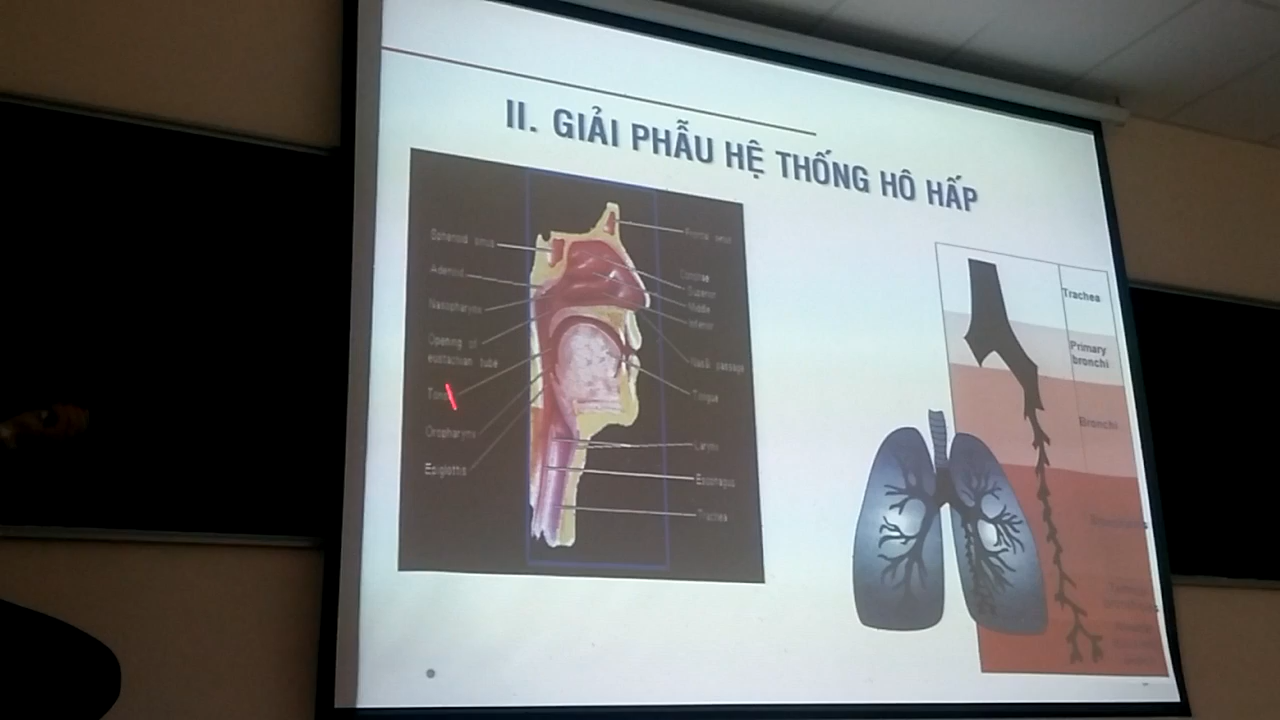 II. GIẢI PHẪU HỆ THỐNG HÔ HẤP
Sphenoid sinus
Adenoid
Nasopharynx
Opening of
eustachian tube
Oropharynx
Epiglottis
Frontal sinus
Conchae
Superior
Middle
Inferior
Nasal passage
Tongue
Larynx
Esophagus
Trachea
Trachea
Primary
bronchi
Bronchi